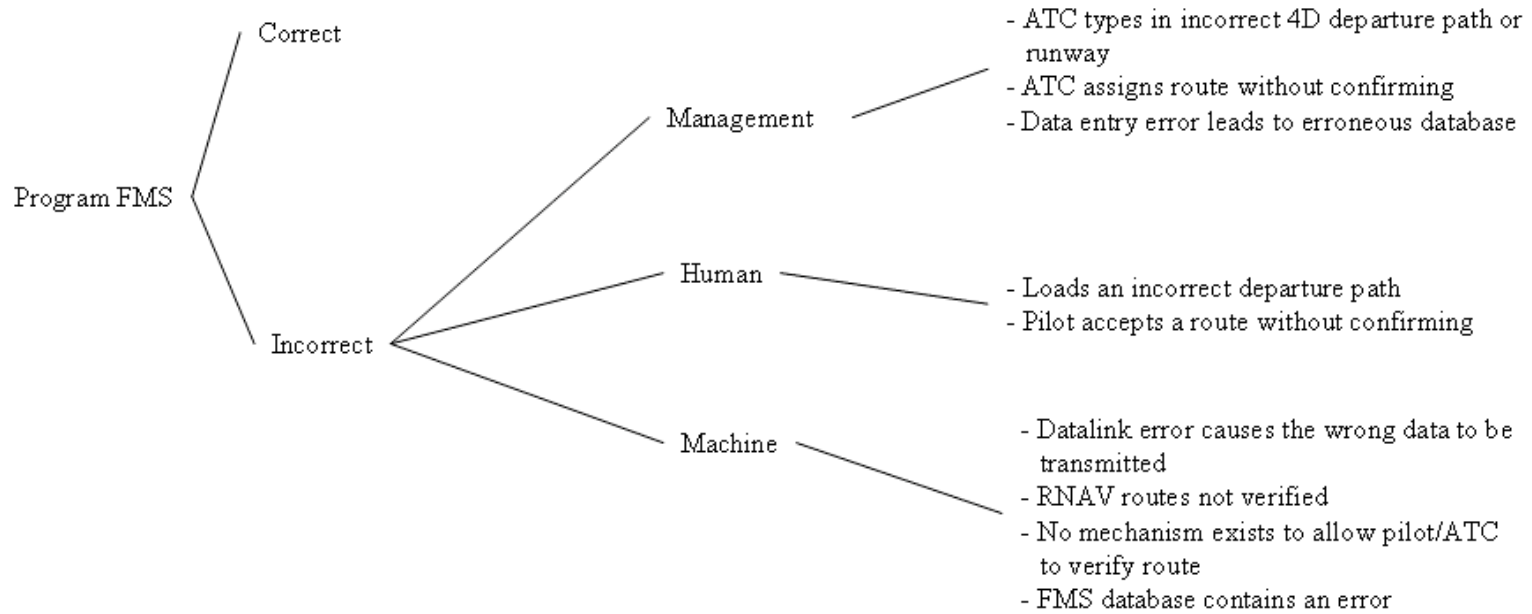 Program FMS
Correct
Incorrect
Management
- ATC types in incorrect 4D departure path or
runway
- ATC assigns route without confirming
- Data entry error leads to erroneous database
Human
- Loads an incorrect departure path
- Pilot accepts a route without confirming
Machine
- Datalink error causes the wrong data to be
transmitted
- RNAV routes not verified
- No mechanism exists to allow pilot/ATC
to verify route
- FMS database contains an error